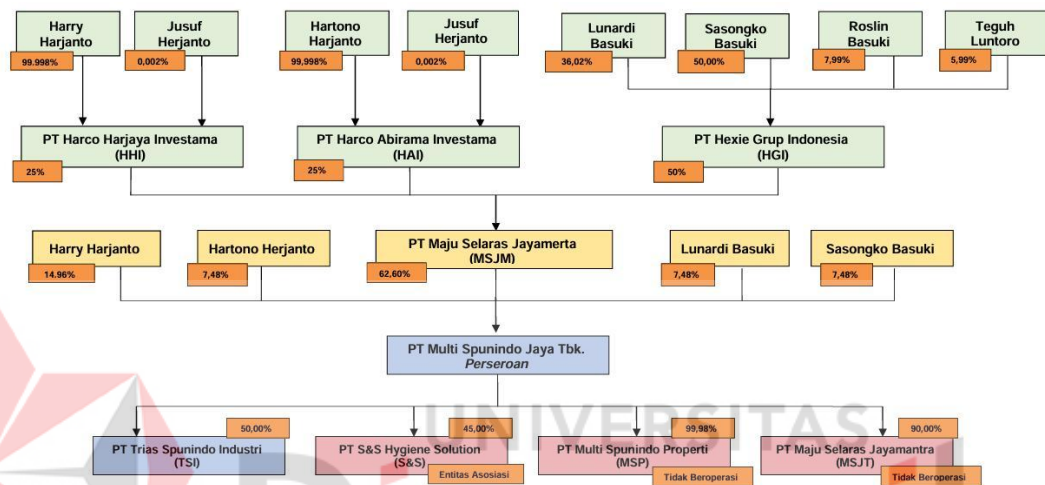 Harry
Harjanto
99.998%
Jusuf
Herjanto
0,002%
Hartono
Harjanto
99,998%
Jusuf
Herjanto
0,002%
Lunardi
Basuki
36,02%
Sasongko
Basuki
50,00%
Roslin
Basuki
7,99%
Teguh
Luntoro
5,99%
PT Harco Harjaya Investama
(HHI)
25%
PT Harco Abirama Investama
(HAI)
25%
PT Hexie Grup Indonesia
(HGI)
50%
Harry Harjanto
14.96%
Hartono Herjanto
7,48%
PT Maju Selaras Jayamerta
(MSJM)
62,60%
Lunardi Basuki
7,48%
Sasongko Basuki
7,48%
PT Multi Spunindo Jaya Tbk.
Perseroan
UNIVERSITAS
50,00%
PT Trias Spunindo Industri
(TSI)
45,00%
PT S&S Hygiene Solution
(S&S)
Entitas Asosiasi
99,98%
PT Multi Spunindo Properti
(MSP)
Tidak Beroperasi
90,00%
PT Maju Selaras Jayamantra
(MSJT)
Tidak Beroperasi